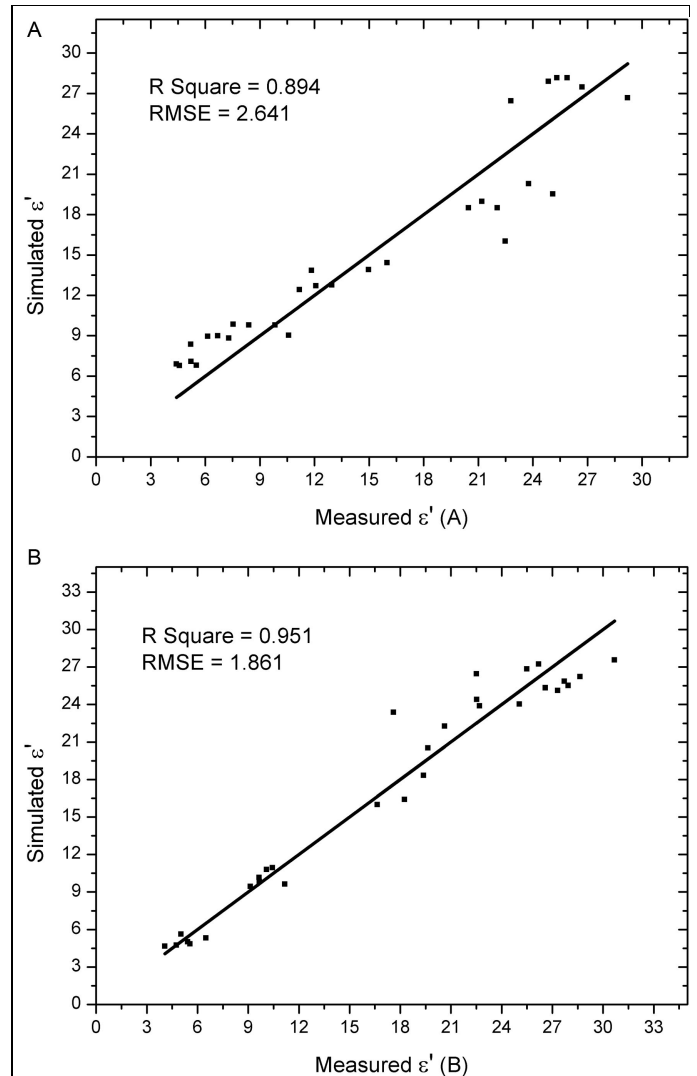 A
R Square = 0.894
RMSE = 2.641
30
27
24
21
18
15
12
9
6
3
0
Simulated ε'
0 3 6 9 12 15 18 21 24 27 30
Measured ε' (A)
B
R Square = 0.951
RMSE = 1.861
33
30
27
24
21
18
15
12
9
6
3
0
Simulated ε'
0 3 6 9 12 15 18 21 24 27 30 33
Measured ε' (B)